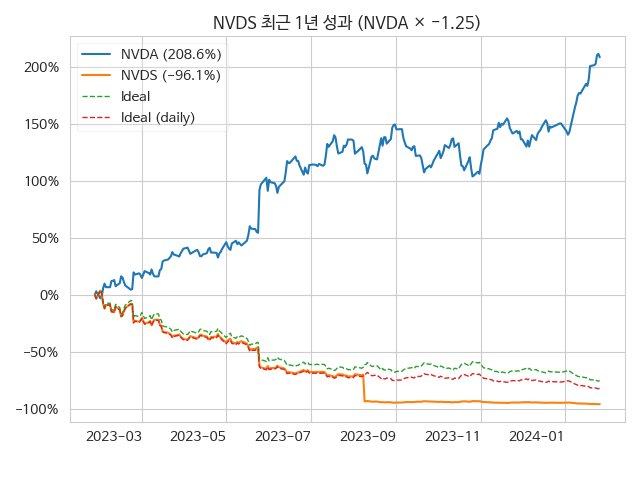 NVDS 최근 1년 성과 (NVDA × −1.25)
NVDA (208.6%)
NVDS (−96.1%)
Ideal
Ideal (daily)
200%
150%
100%
50%
0%
−50%
−100%
2023−03
2023−05
2023−07
2023−09
2023−11
2024−01